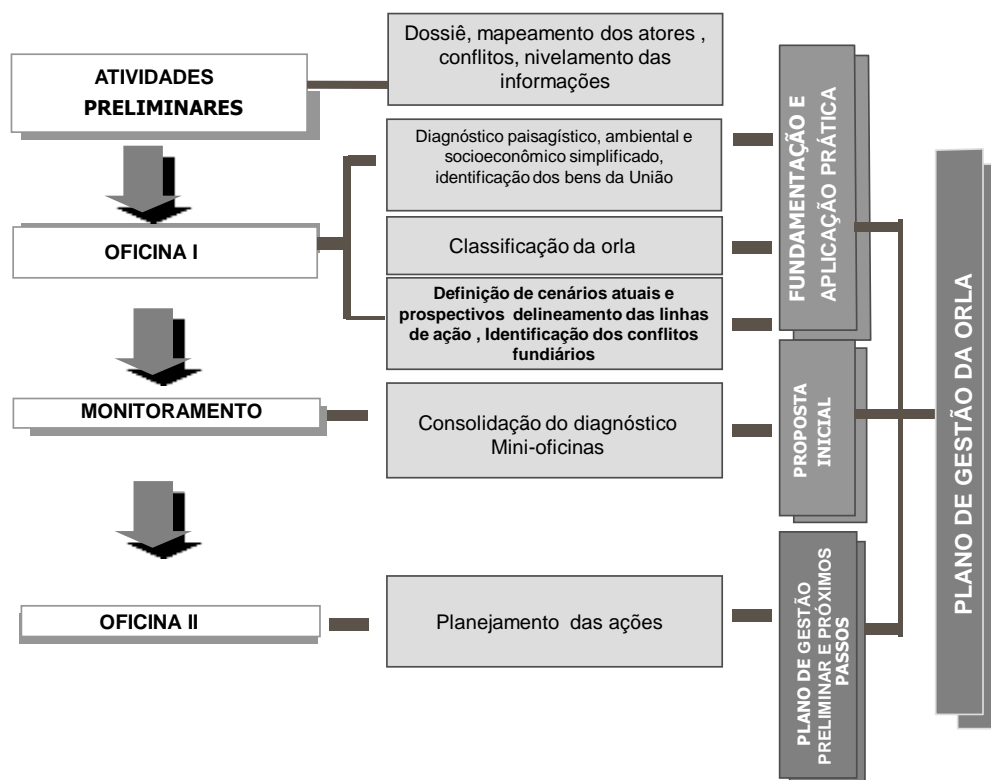 ATIVIDADES
PRELIMINARES
Dossiê, mapeamento dos atores ,
conflitos, nivelamento das
informações
OFICINA I
Diagnóstico paisagístico, ambiental e
socioeconômico simplificado,
identificação dos bens da União
Classificação da orla
Definição de cenários atuais e
prospectivos delineamento das linhas
de ação , Identificação dos conflitos
fundiários
FUNDAMENTAÇÃO E
APLICAÇÃO PRÁTICA
MONITORAMENTO
Consolidação do diagnóstico
Mini-oficinas
PROPOSTA
INICIAL
OFICINA II
Planejamento das ações
PLANO DE GESTÃO
PRELIMINAR E PRÓXIMOS
PASSOS
PLANO DE GESTÃO DA ORLA